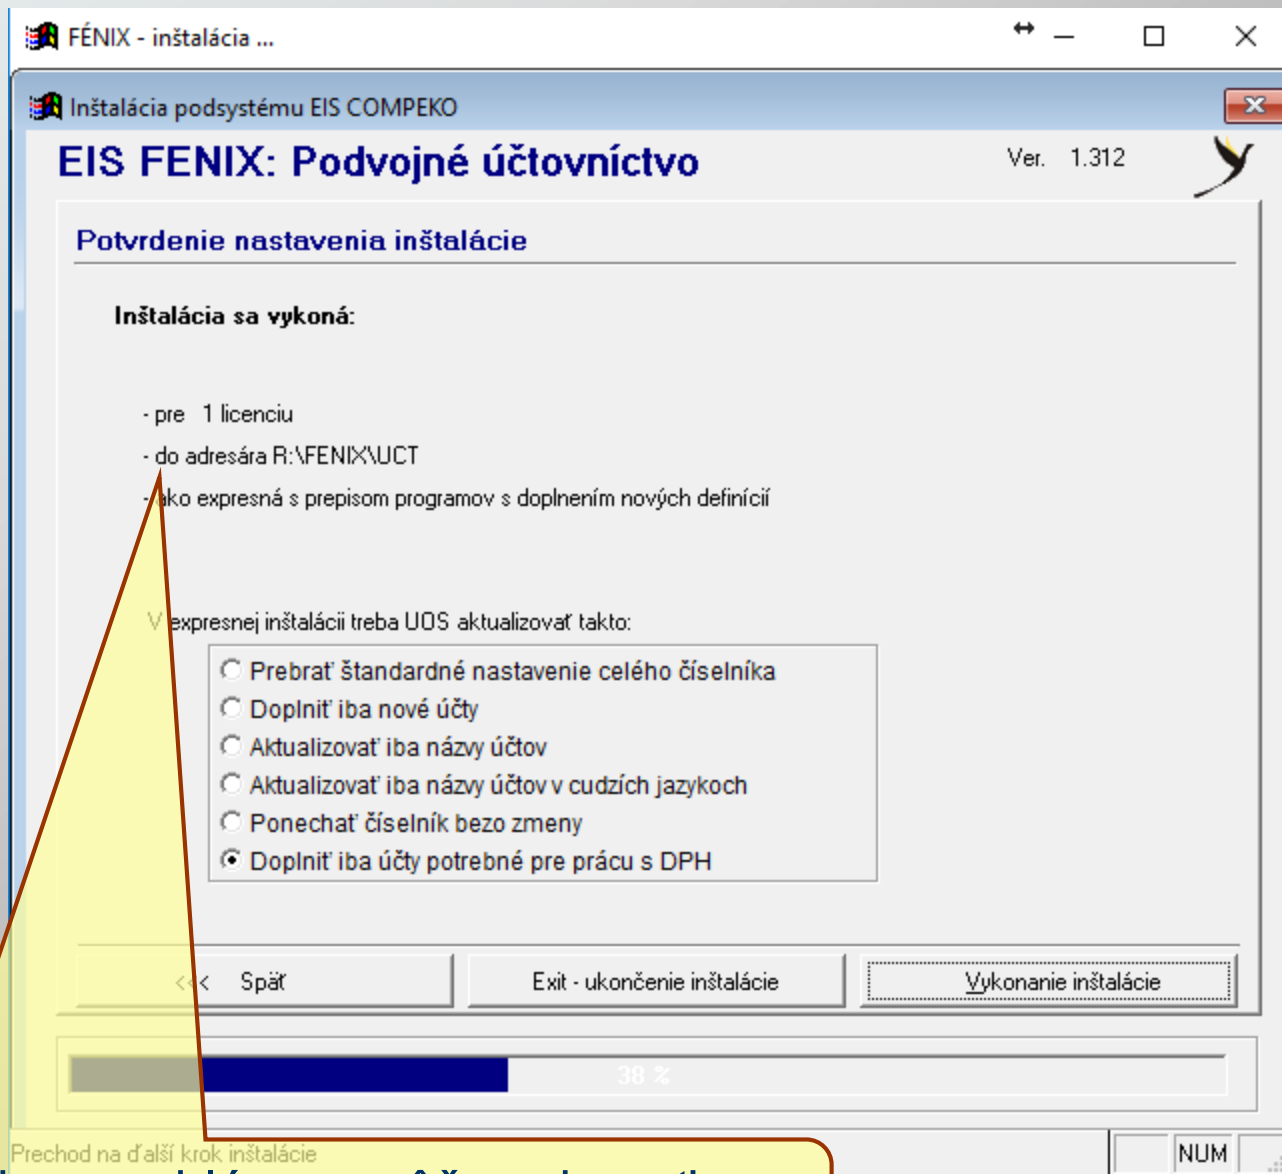 FÉNIX - inštalácia ...
Inštalácia podsystému EIS COMPEKO
EIS FENIX: Podvojné účtovníctvo
Ver. 1.312
Potvrdenie nastavenia inštalácie
Inštalácia sa vykoná:
- pre 1 licenciu
- do adresára R:\FENIX\UCT
- ako expresná s prepisom programov s doplnením nových definícií
V expresnej inštalácii treba UOS aktualizovať takto:
Prebrať štandardné nastavenie celého číselníka
Doplniť iba nové účty
Aktualizovať iba názvy účtov
Aktualizovať iba názvy účtov v cudzích jazykoch
Ponechať číselník bezo zmeny
Doplniť iba účty potrebné pre prácu s DPH
<<< Späť
Exit - ukončenie inštalácie
Vykonanie inštalácie
38 %
Prechod na ďalší krok inštalácie
NUM